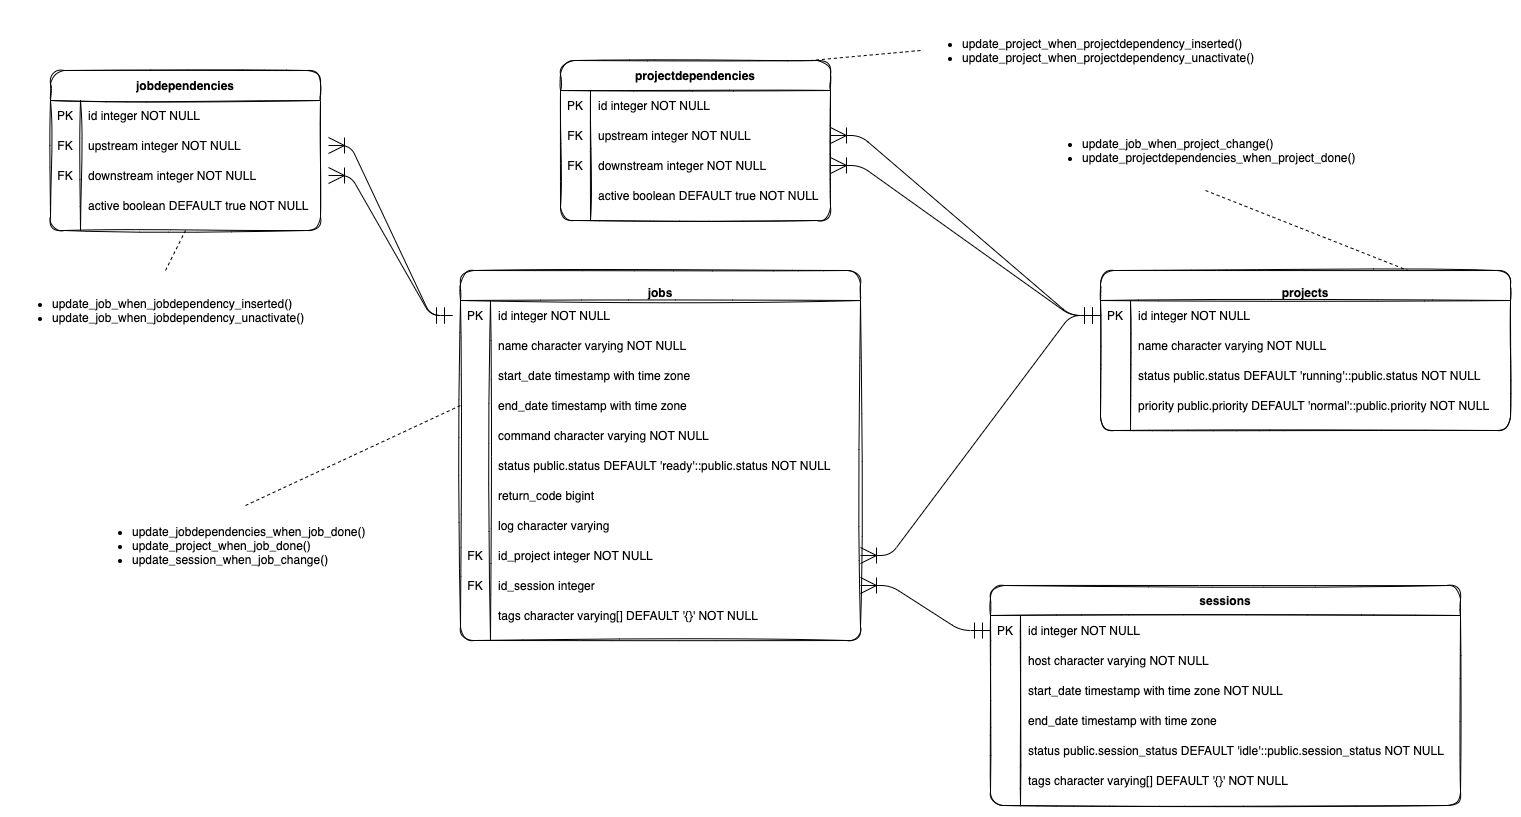 jobdependencies
PK id integer NOT NULL
FK upstream integer NOT NULL
FK downstream integer NOT NULL
active boolean DEFAULT true NOT NULL
• update_job_when_jobdependency_inserted()
• update_job_when_jobdependency_unactivate()
projectdependencies
PK id integer NOT NULL
FK upstream integer NOT NULL
FK downstream integer NOT NULL
active boolean DEFAULT true NOT NULL
• update_project_when_projectdependency_inserted()
• update_project_when_projectdependency_unactivate()
• update_job_when_project_change()
• update_projectdependencies_when_project_done()
jobs
PK id integer NOT NULL
name character varying NOT NULL
start_date timestamp with time zone
end_date timestamp with time zone
command character varying NOT NULL
status public.status DEFAULT 'ready'::public.status NOT NULL
return_code bigint
log character varying
FK id_project integer NOT NULL
FK id_session integer
tags character varying[] DEFAULT '{}' NOT NULL
• update_jobdependencies_when_job_done()
• update_project_when_job_done()
• update_session_when_job_change()
projects
PK id integer NOT NULL
name character varying NOT NULL
status public.status DEFAULT 'running'::public.status NOT NULL
priority public.priority DEFAULT 'normal'::public.priority NOT NULL
sessions
PK id integer NOT NULL
host character varying NOT NULL
start_date timestamp with time zone NOT NULL
end_date timestamp with time zone
status public.session_status DEFAULT 'idle'::public.session_status NOT NULL
tags character varying[] DEFAULT '{}' NOT NULL